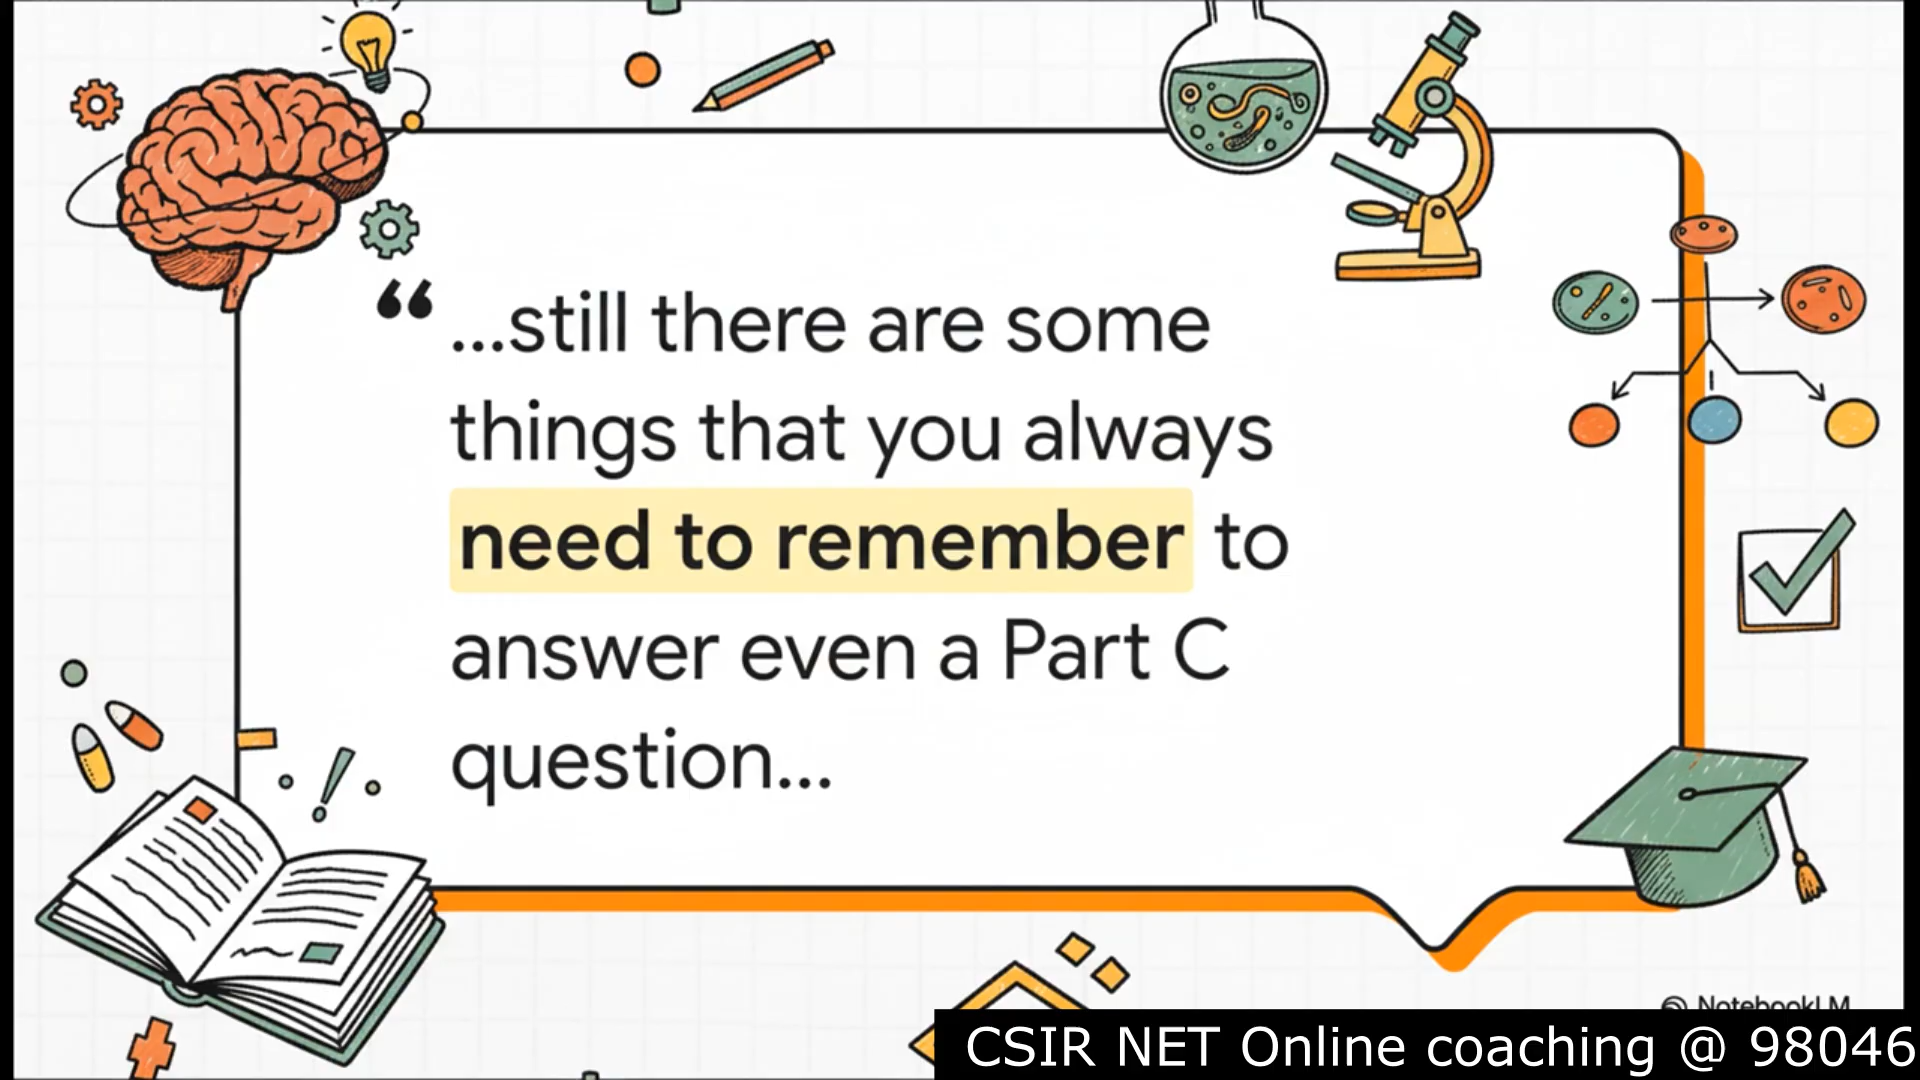 “ ...still there are some
things that you always
need to remember to
answer even a Part C
question...
NotebookLM
CSIR NET Online coaching @ 98046